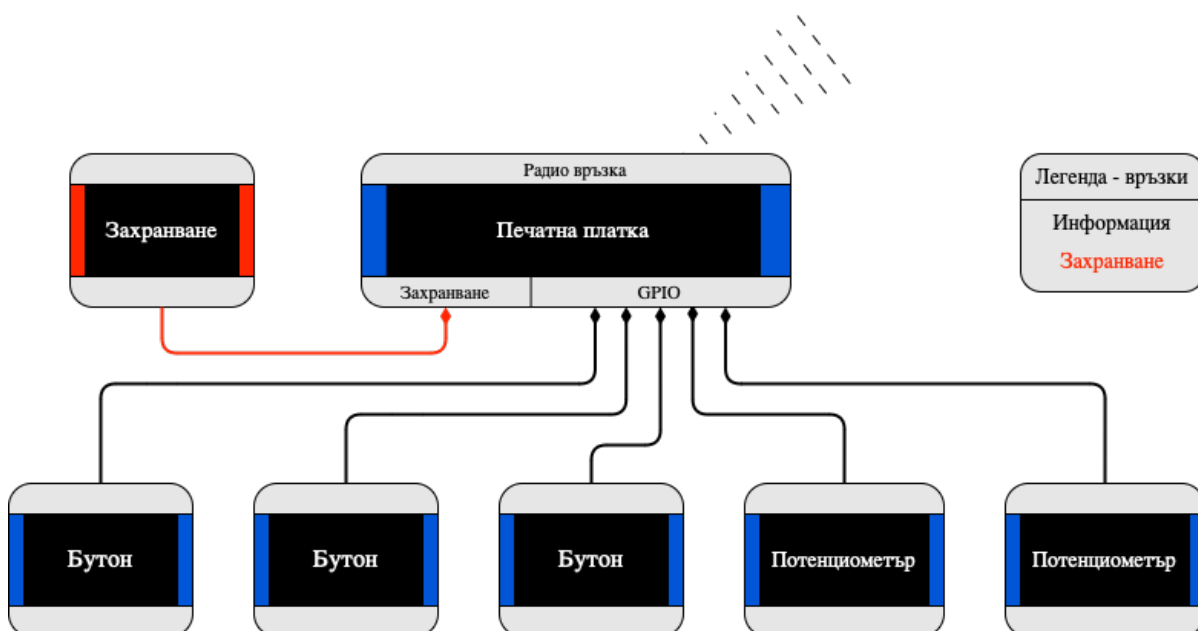 Радио връзка
Захранване
Печатна платка
Захранване
GPIO
Легенда - връзки
Информация
Захранване
Бутон
Бутон
Бутон
Потенциометър
Потенциометър